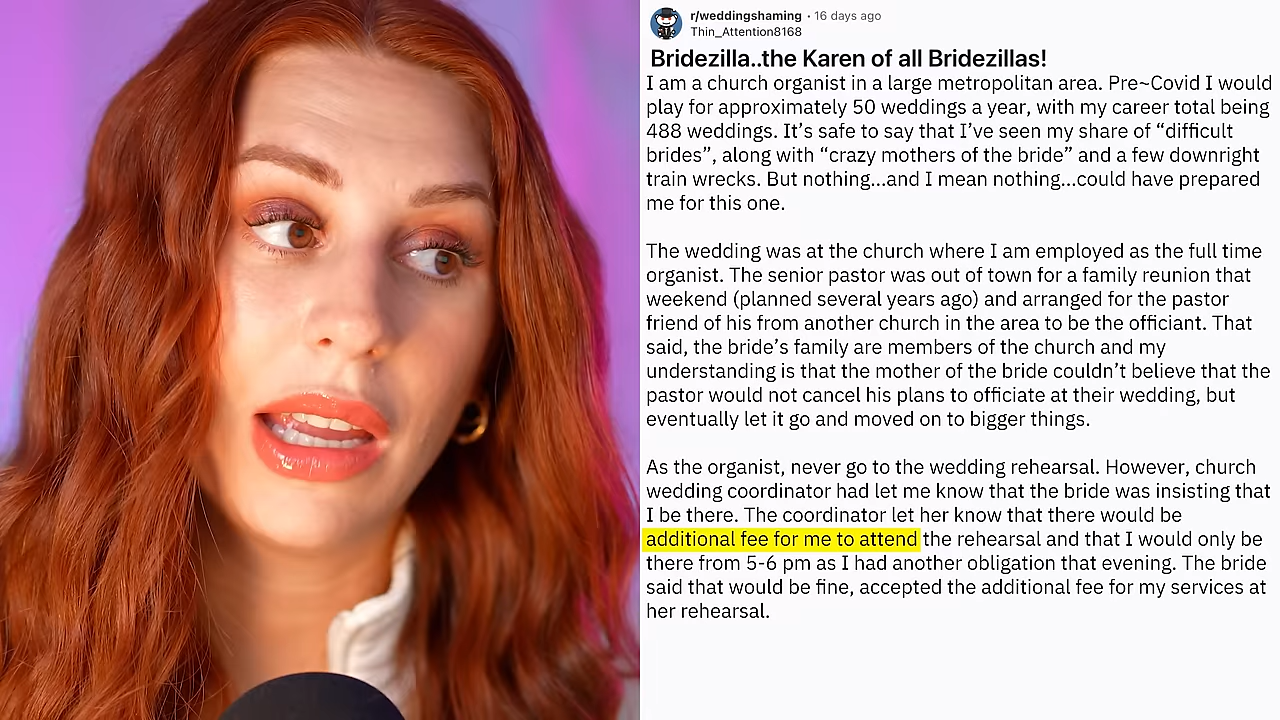 r/weddingshaming · 16 days ago
Thin_Attention8168
Bridezilla..the Karen of all Bridezillas!
I am a church organist in a large metropolitan area. Pre~Covid I would
play for approximately 50 weddings a year, with my career total being
488 weddings. It’s safe to say that I’ve seen my share of “difficult
brides”, along with “crazy mothers of the bride” and a few downright
train wrecks. But nothing...and I mean nothing...could have prepared
me for this one.
The wedding was at the church where I am employed as the full time
organist. The senior pastor was out of town for a family reunion that
weekend (planned several years ago) and arranged for the pastor
friend of his from another church in the area to be the officiant. That
said, the bride’s family are members of the church and my
understanding is that the mother of the bride couldn’t believe that the
pastor would not cancel his plans to officiate at their wedding, but
eventually let it go and moved on to bigger things.
As the organist, never go to the wedding rehearsal. However, church
wedding coordinator had let me know that the bride was insisting that
I be there. The coordinator let her know that there would be
additional fee for me to attend the rehearsal and that I would only be
there from 5-6 pm as I had another obligation that evening. The bride
said that would be fine, accepted the additional fee for my services at
her rehearsal.